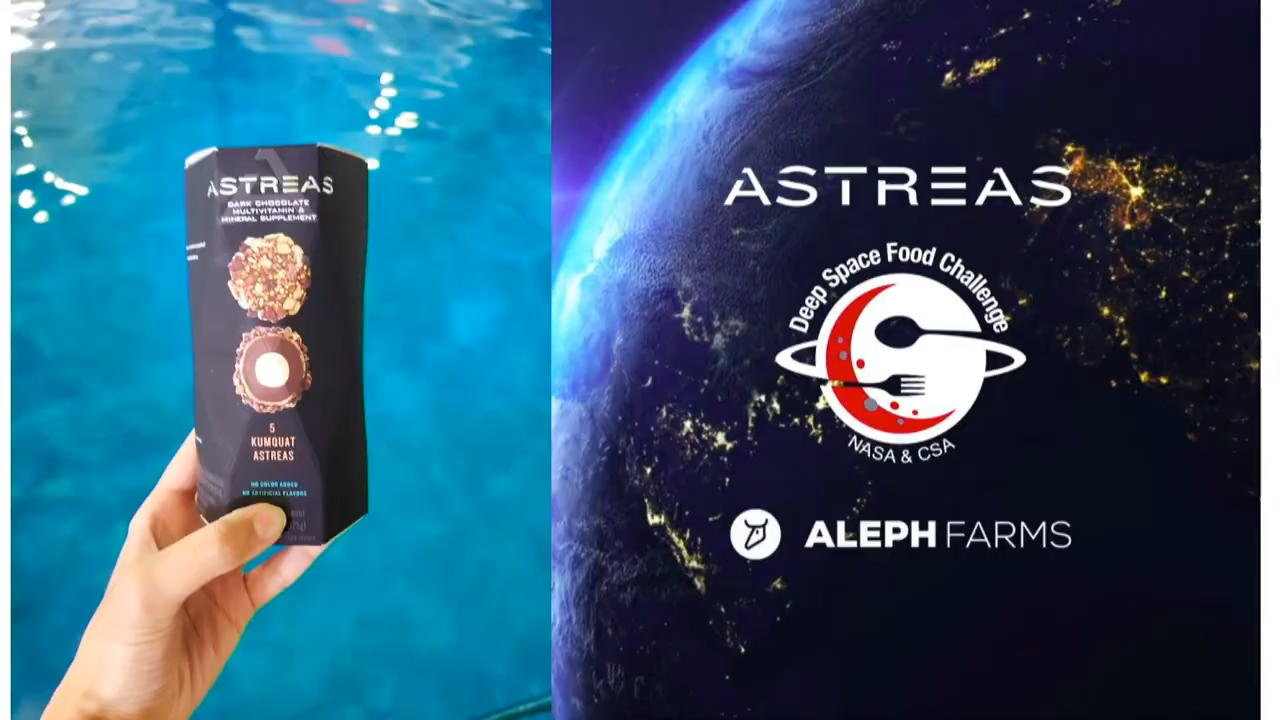 ASTREAS
DARK CHOCOLATE
MULTIVITAMIN &
MINERAL SUPPLEMENT
5
KUMQUAT
ASTREAS
NO COLOR ADDED
NO ARTIFICIAL FLAVORS
ASTREAS
Deep Space Food Challenge
NASA & CSA
ALEPH FARMS